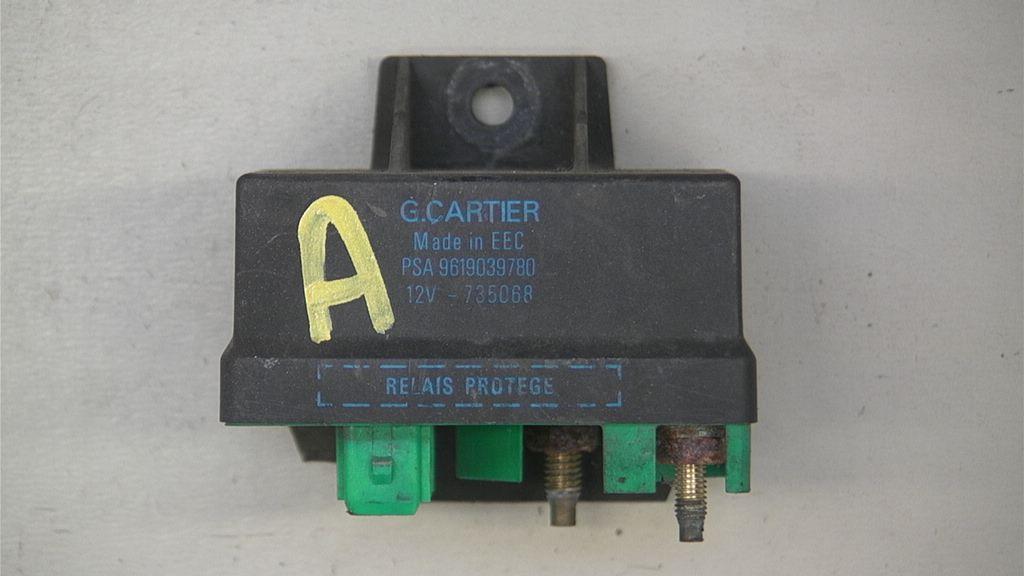 A
G.CARTIER
Made in EEC
PSA 9619039780
12V - 735068
RELAIS PROTEGE